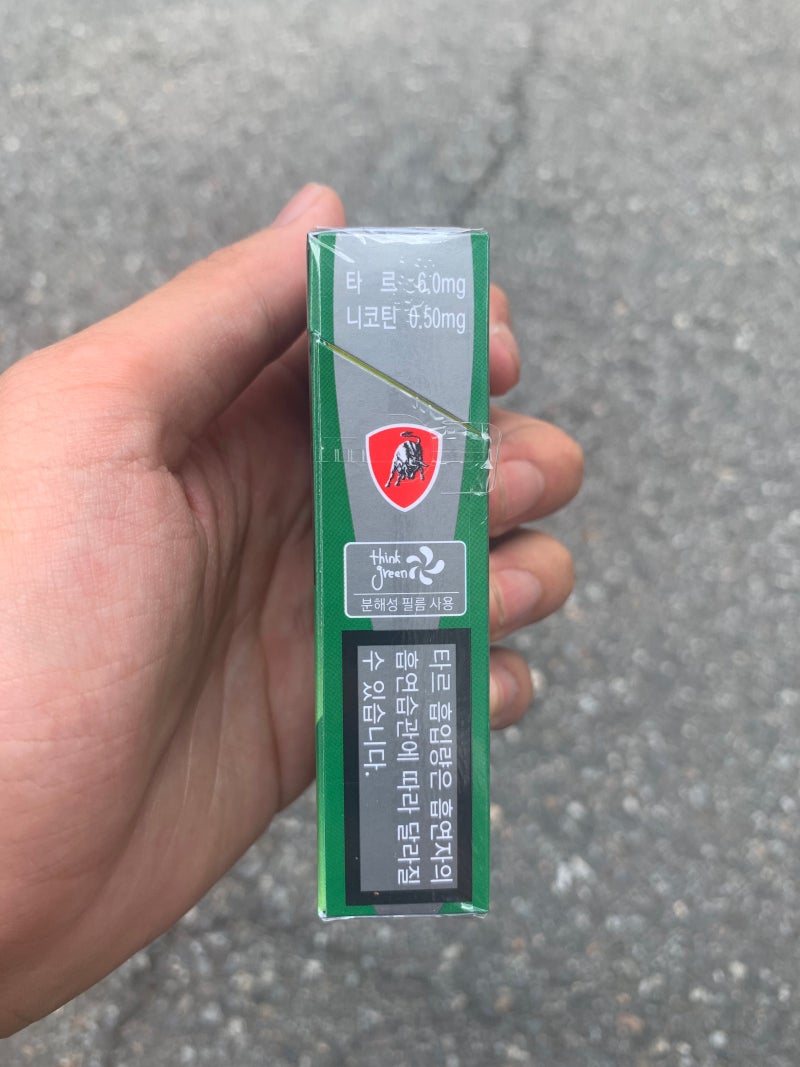 타 르 6.0mg
니코틴 0.50mg
think
green
분해성 필름 사용
타르 흡입량은 흡연자의
흡연습관에 따라 달라질
수 있습니다.